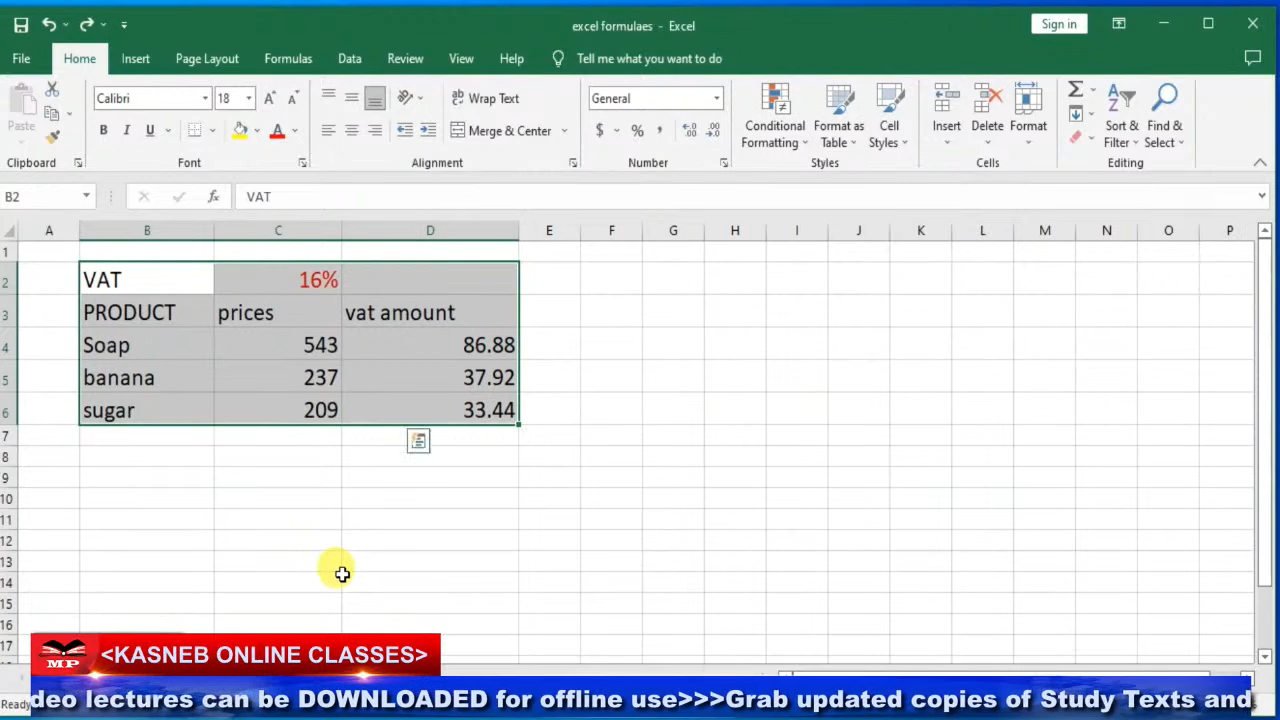 excel formulaes - Excel
Sign in
File Home Insert Page Layout Formulas Data Review View Help Tell me what you want to do
Paste
Calibri 18
Wrap Text
Merge & Center
General
Conditional Formatting
Format as Table
Cell Styles
Insert Delete Format
Sort & Filter
Find & Select
Clipboard Font Alignment Number Styles Cells Editing
B2 fx VAT
A B C D E F G H I J K L M N O P
1
2 VAT 16%
3 PRODUCT prices vat amount
4 Soap 543 86.88
5 banana 237 37.92
6 sugar 209 33.44
7
8
9
10
11
12
13
14
15
16
17
MP <KASNEB ONLINE CLASSES>
deo lectures can be DOWNLOADED for offline use>>>Grab updated copies of Study Texts and
Ready